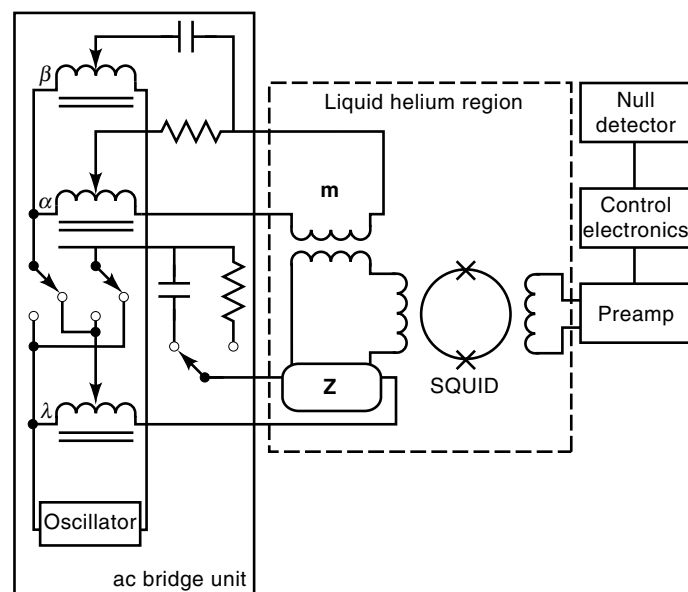 β
Liquid helium region
Null
detector
m
α
Control
electronics
Preamp
Z
SQUID
λ
Oscillator
ac bridge unit